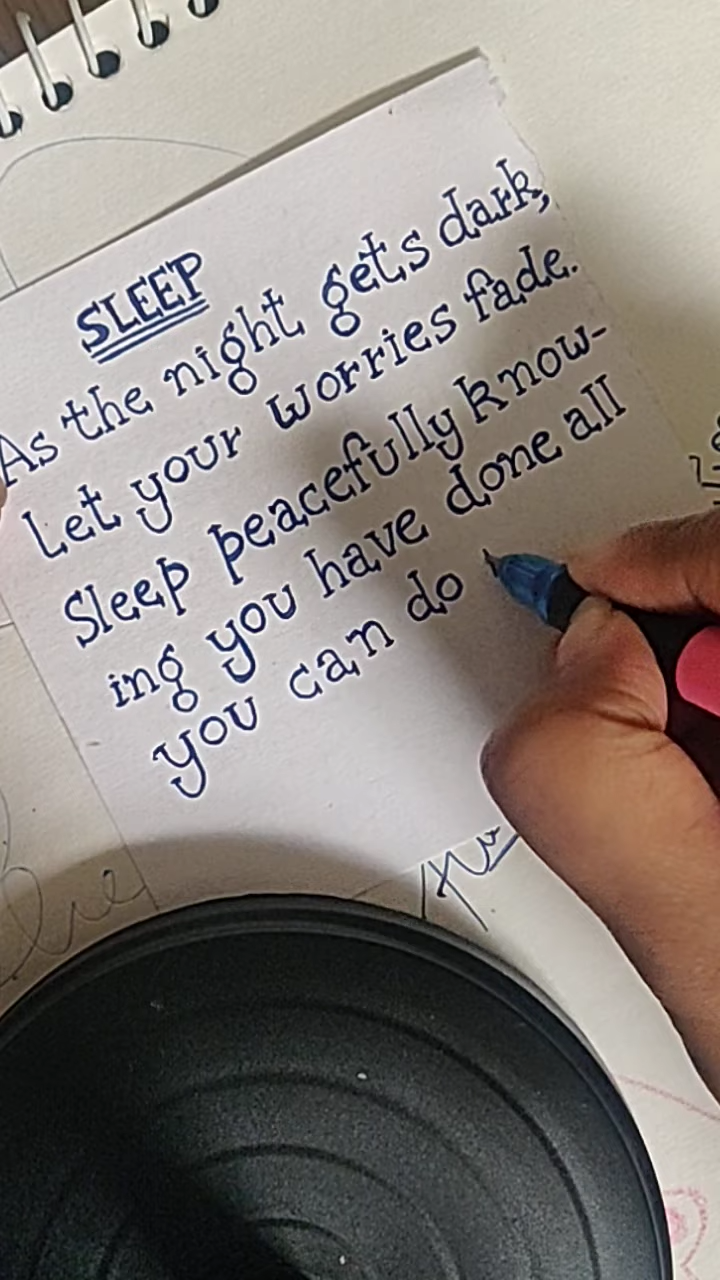 SLEEP
As the night gets dark,
Let your worries fade.
Sleep peacefully know-
ing you have done all
you can do